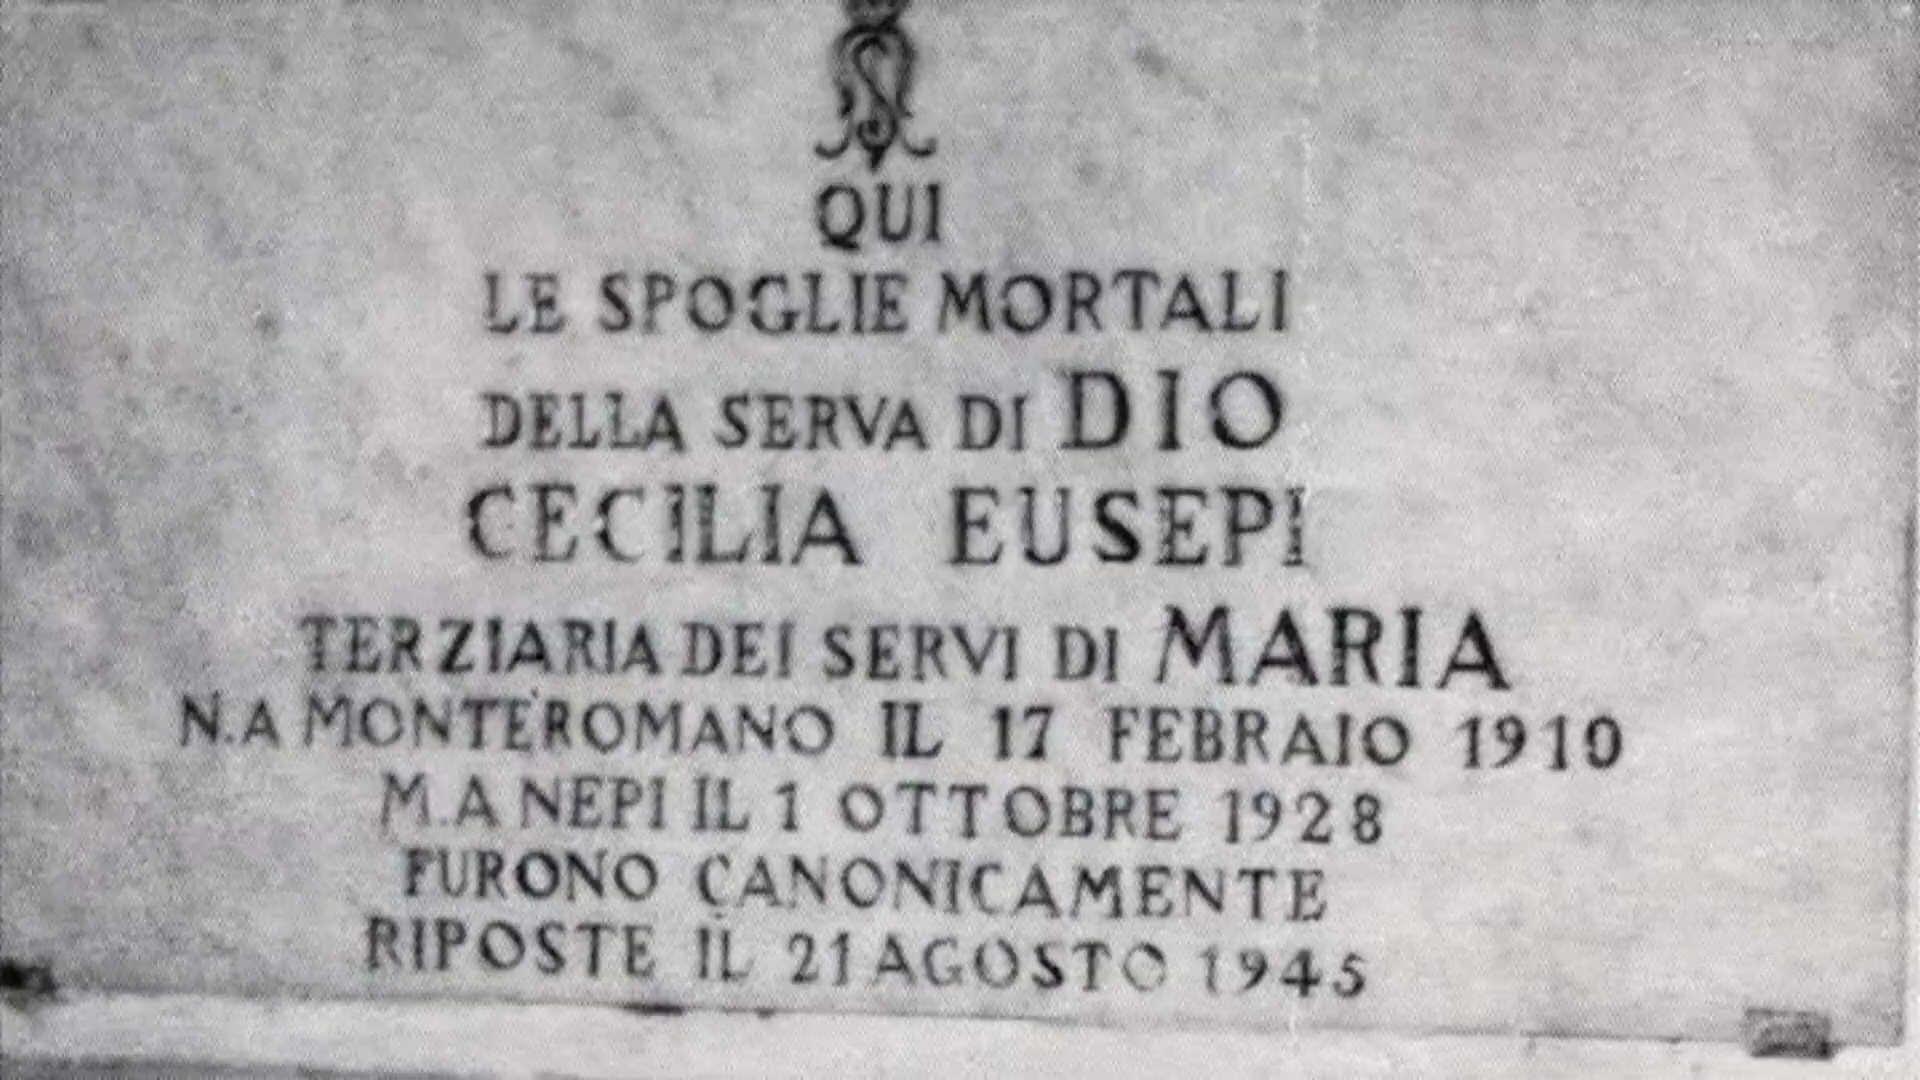 QUI
LE SPOGLIE MORTALI
DELLA SERVA DI DIO
CECILIA EUSEPI
TERZIARIA DEI SERVI DI MARIA
N.A MONTEROMANO IL 17 FEBRAIO 1910
M.A NEPI IL 1 OTTOBRE 1928
FURONO CANONICAMENTE
RIPOSTE IL 21 AGOSTO 1945